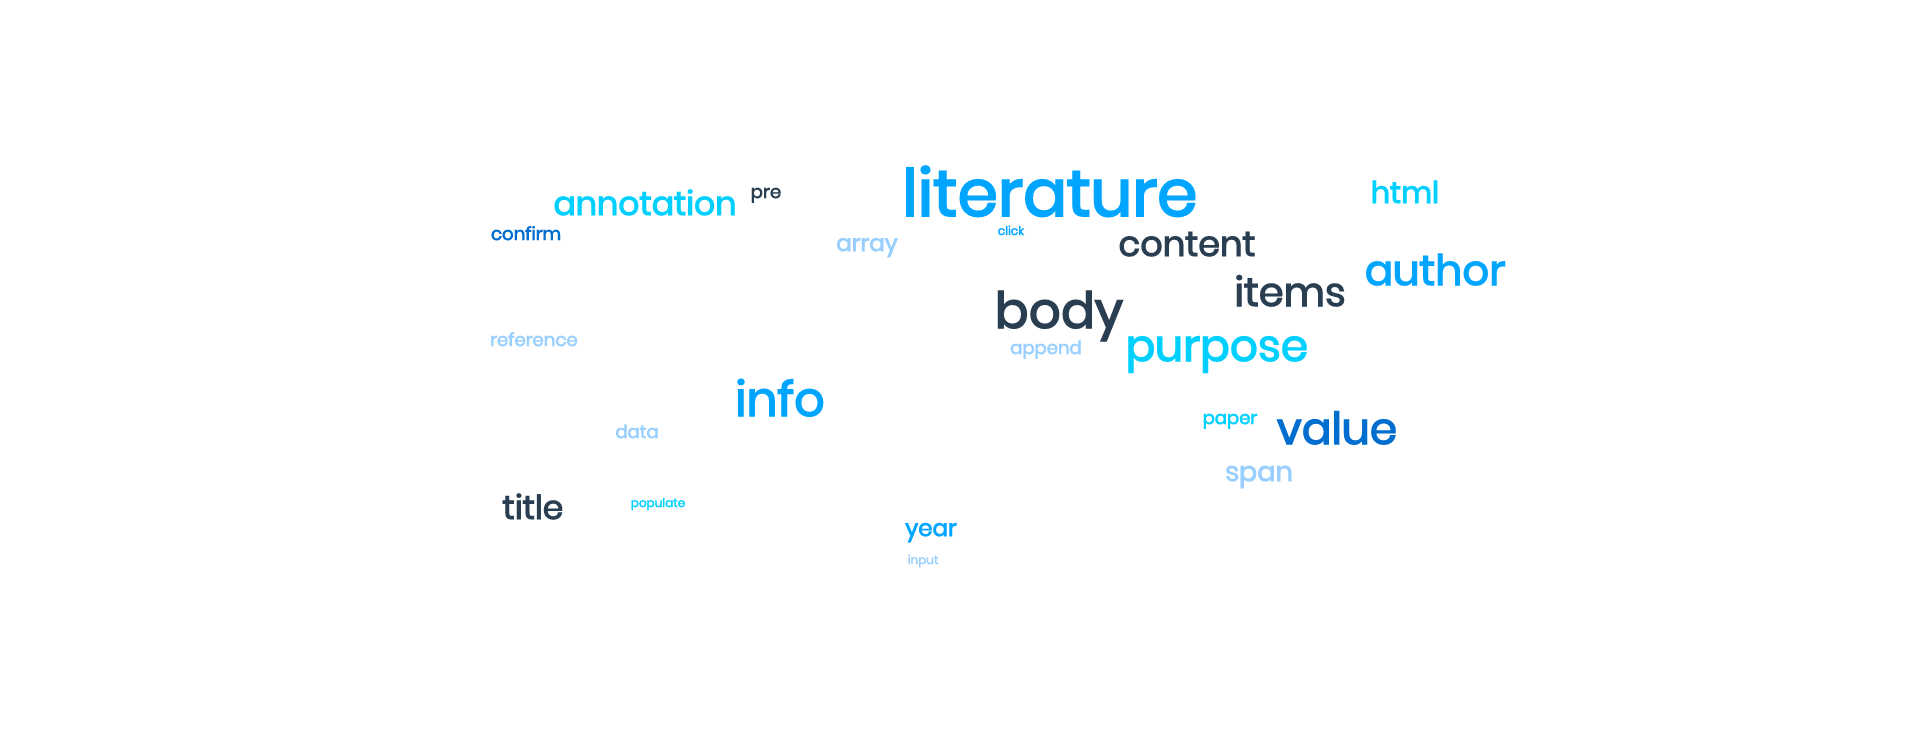 literature
annotation
pre
html
confirm
click
array
content
author
items
body
reference
append
purpose
info
paper
value
data
span
title
populate
year
input